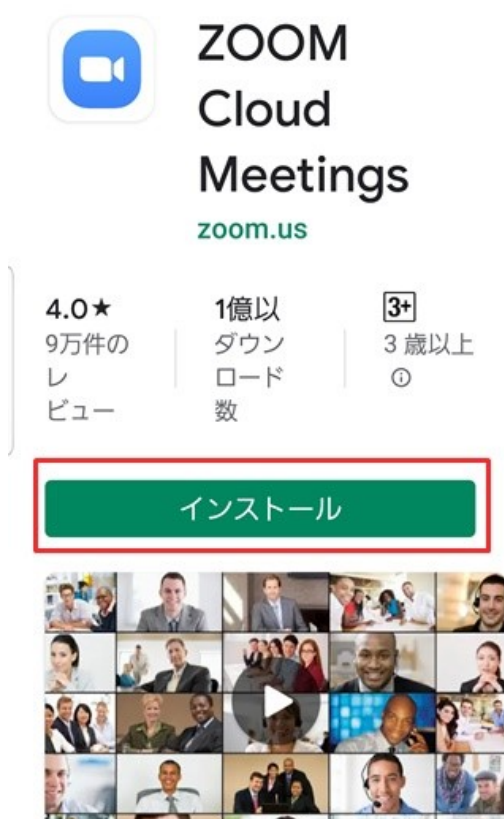 ZOOM
Cloud
Meetings
zoom.us
4.0★
9万件の
レ
ビュー
1億以
ダウン
ロード
数
3+
3 歳以上
インストール